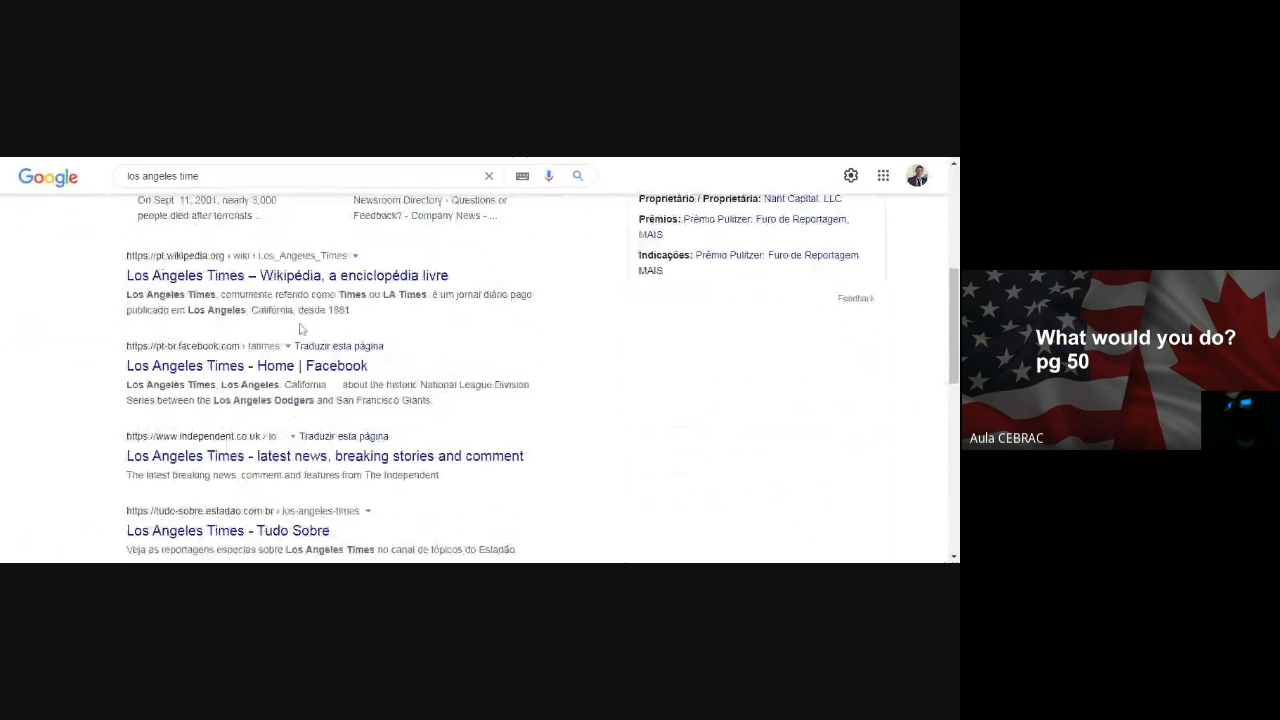 Google
los angeles time
On Sept 11, 2001, nearly 3,000
people died after terrorists ...
Newsroom Directory - Questions or
Feedback? - Company News - ...
https://pt.wikipedia.org › wiki › Los_Angeles_Times
Los Angeles Times – Wikipédia, a enciclopédia livre
Los Angeles Times, comumente referido como Times ou LA Times, é um jornal diário pago
publicado em Los Angeles, California, desde 1881
https://pt-br.facebook.com › latimes Traduzir esta página
Los Angeles Times - Home | Facebook
Los Angeles Times, Los Angeles, California about the historic National League Division
Series between the Los Angeles Dodgers and San Francisco Giants.
https://www.independent.co.uk › lo... Traduzir esta página
Los Angeles Times - latest news, breaking stories and comment
The latest breaking news, comment and features from The Independent.
https://tudo-sobre.estadao.com.br › los-angeles-times
Los Angeles Times - Tudo Sobre
Veja as reportagens especias sobre Los Angeles Times no canal de tópicos do Estadão.
Proprietário / Proprietária: Nant Capital, LLC
Prêmios: Prêmio Pulitzer: Furo de Reportagem,
MAIS
Indicações: Prêmio Pulitzer: Furo de Reportagem.
MAIS
Feedback
What would you do?
pg 50
Aula CEBRAC